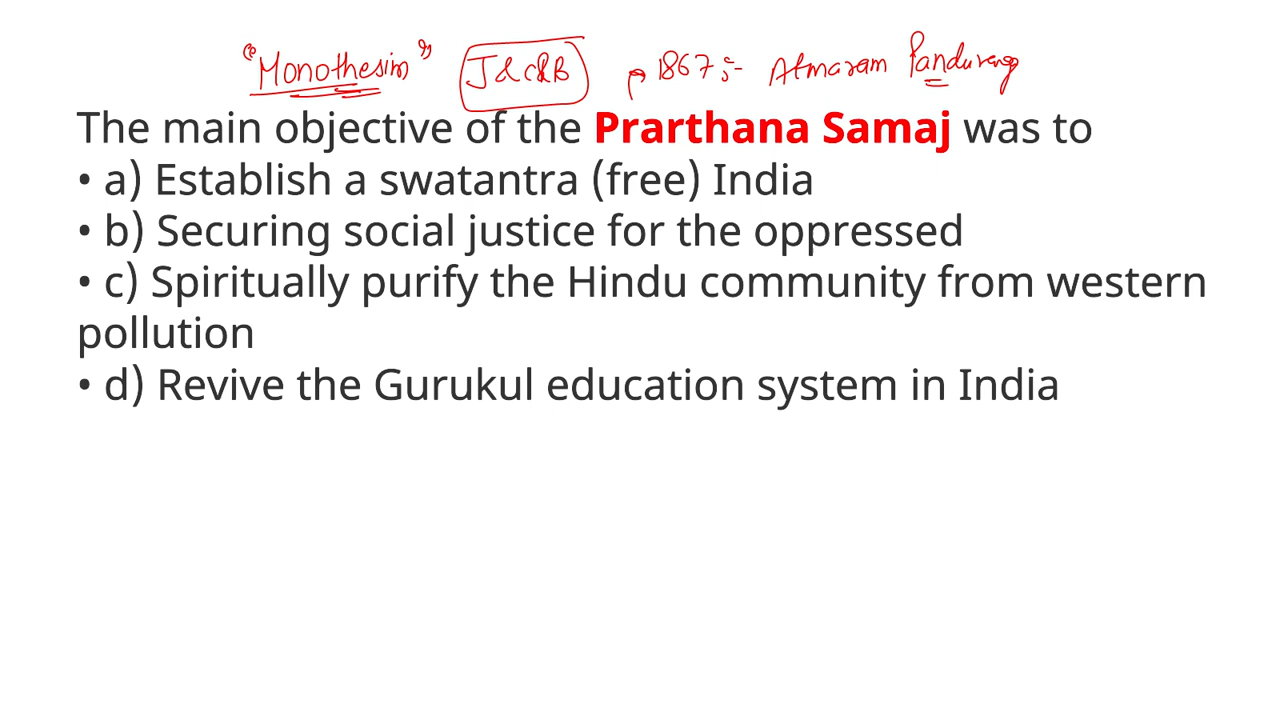 "Monothesim" J & C & B 1867 :- Atmaram Pandurang
The main objective of the Prarthana Samaj was to
• a) Establish a swatantra (free) India
• b) Securing social justice for the oppressed
• c) Spiritually purify the Hindu community from western
pollution
• d) Revive the Gurukul education system in India